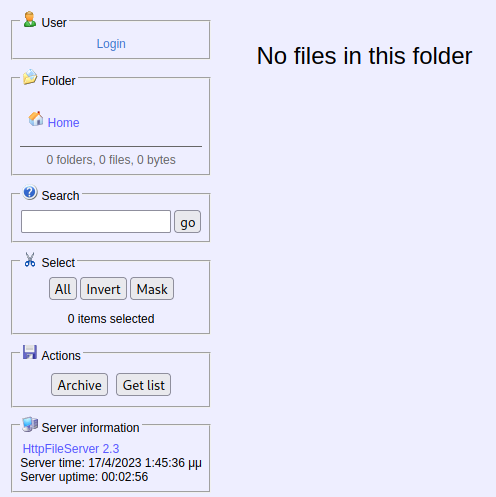 User
Login
No files in this folder
Folder
Home
0 folders, 0 files, 0 bytes
Search
go
Select
All Invert Mask
0 items selected
Actions
Archive Get list
Server information
HttpFileServer 2.3
Server time: 17/4/2023 1:45:36 μμ
Server uptime: 00:02:56